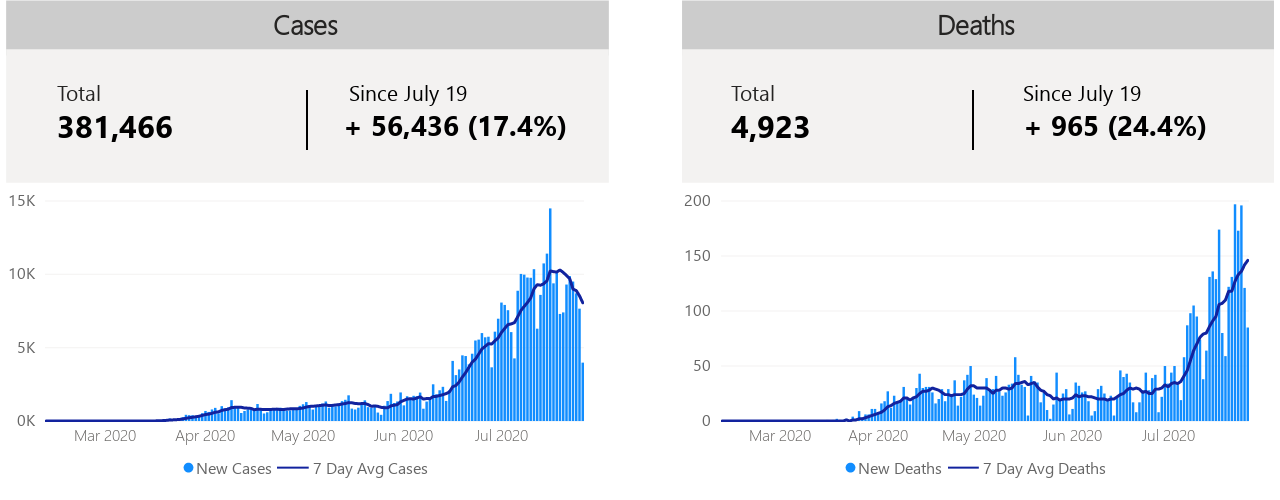 Cases
Total
381,466
Since July 19
+ 56,436 (17.4%)
15K
10K
5K
0K
Mar 2020 Apr 2020 May 2020 Jun 2020 Jul 2020
New Cases 7 Day Avg Cases
Deaths
Total
4,923
Since July 19
+ 965 (24.4%)
200
150
100
50
0
Mar 2020 Apr 2020 May 2020 Jun 2020 Jul 2020
New Deaths 7 Day Avg Deaths